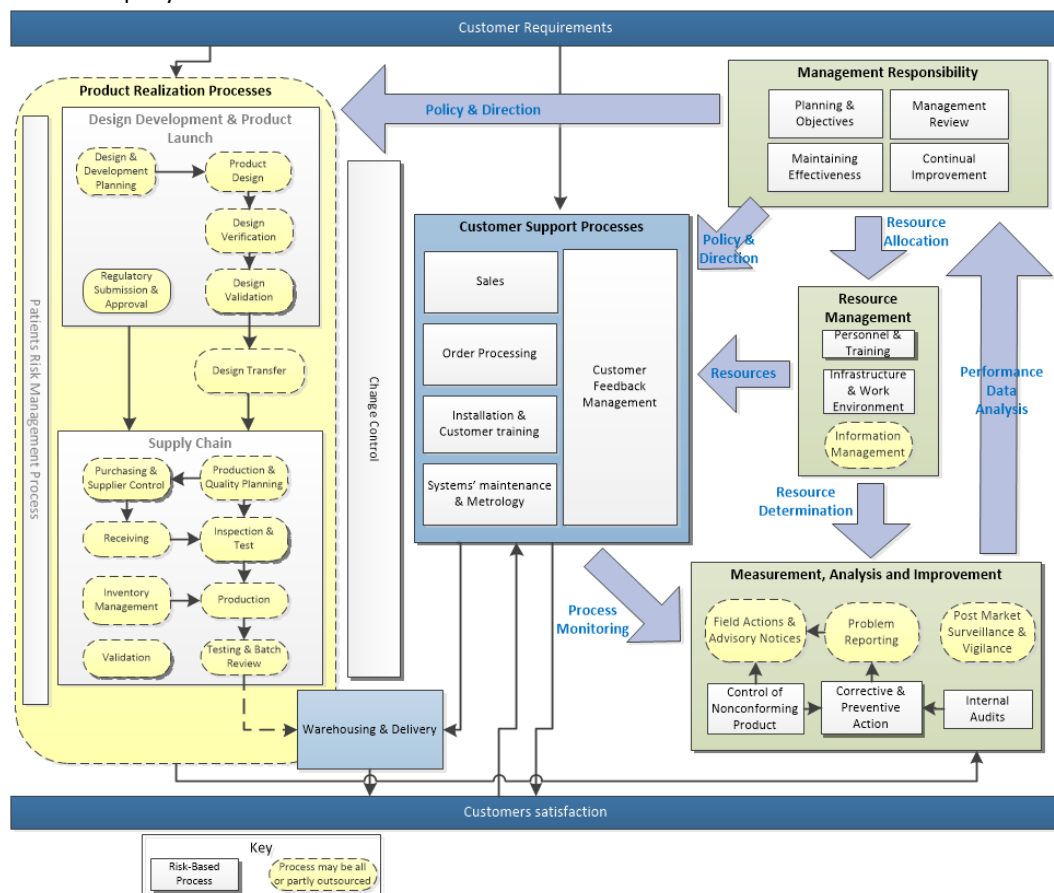 Customer Requirements
Product Realization Processes
Design Development & Product
Launch
Design &
Development
Planning
Product
Design
Design
Verification
Regulatory
Submission &
Approval
Design
Validation
Design Transfer
Patients Risk Management Process
Change Control
Supply Chain
Purchasing &
Supplier Control
Production &
Quality Planning
Receiving
Inspection &
Test
Inventory
Management
Production
Validation
Testing & Batch
Review
Warehousing & Delivery
Policy & Direction
Customer Support Processes
Sales
Order Processing
Installation &
Customer training
Systems' maintenance
& Metrology
Customer
Feedback
Management
Management Responsibility
Planning &
Objectives
Management
Review
Maintaining
Effectiveness
Continual
Improvement
Policy &
Direction
Resource
Allocation
Resource
Management
Personnel &
Training
Infrastructure
& Work
Environment
Information
Management
Resources
Performance
Data
Analysis
Resource
Determination
Process
Monitoring
Measurement, Analysis and Improvement
Field Actions &
Advisory Notices
Problem
Reporting
Post Market
Surveillance &
Vigilance
Control of
Nonconforming
Product
Corrective &
Preventive
Action
Internal
Audits
Customers satisfaction
Key
Risk-Based
Process
Process may be all
or partly outsourced